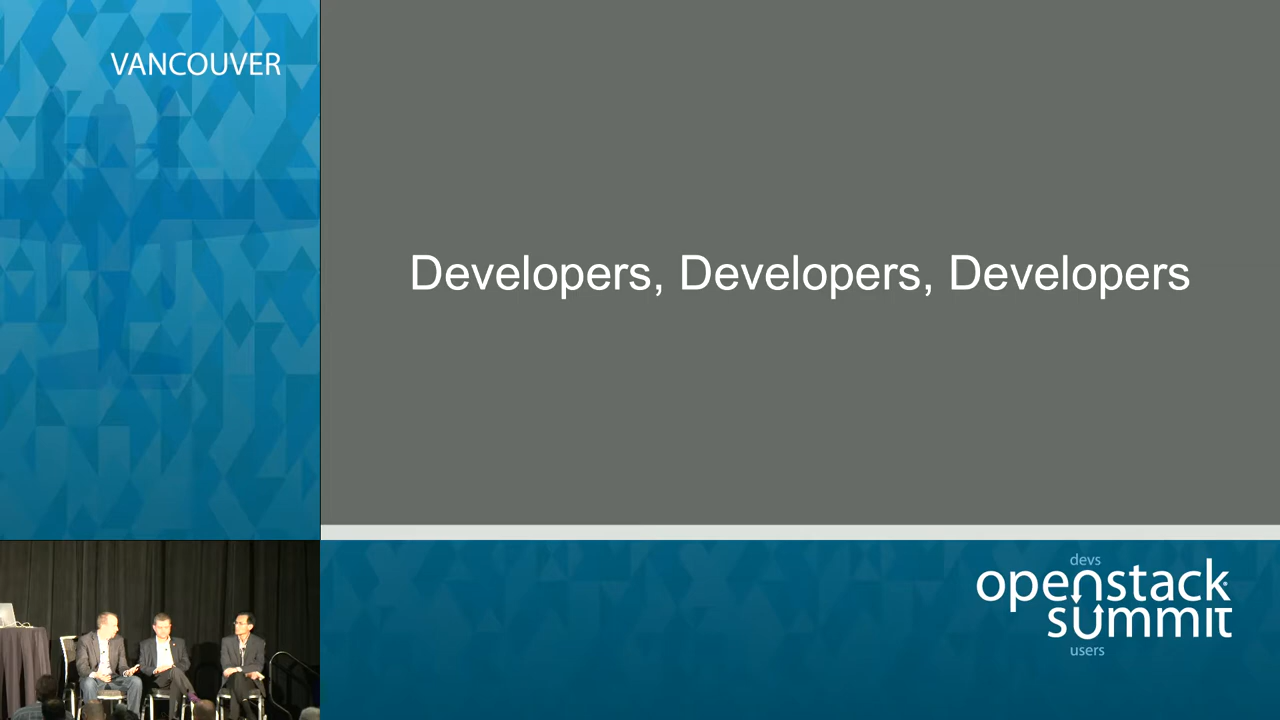 VANCOUVER
Developers, Developers, Developers
devs
openstack
summit
users